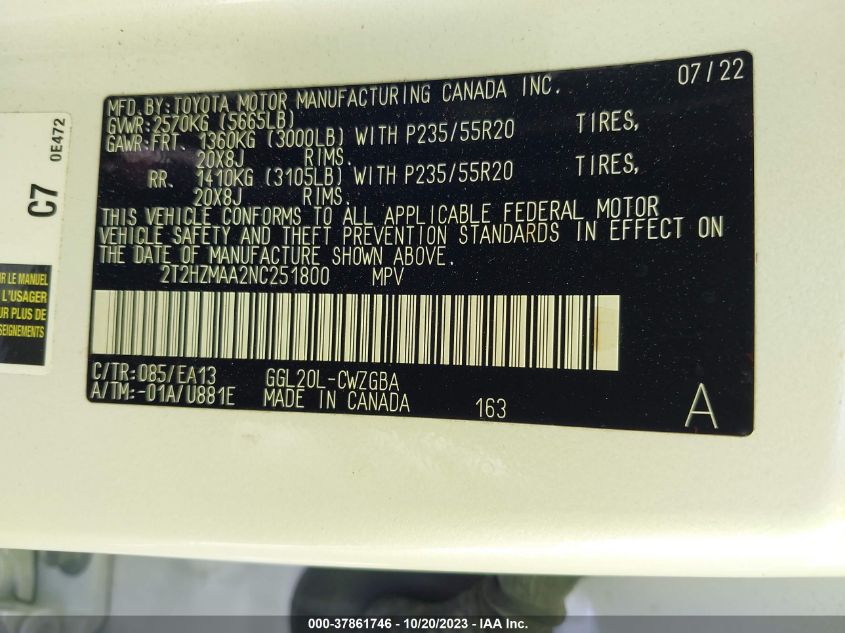 07/22
MFD.BY:TOYOTA MOTOR MANUFACTURING CANADA INC.
GVWR:2570KG (5665LB)
GAWR:FRT. 1360KG (3000LB) WITH P235/55R20 TIRES,
20X8J RIMS.
RR. 1410KG (3105LB) WITH P235/55R20 TIRES,
20X8J RIMS.
THIS VEHICLE CONFORMS TO ALL APPLICABLE FEDERAL MOTOR
VEHICLE SAFETY AND THEFT PREVENTION STANDARDS IN EFFECT ON
THE DATE OF MANUFACTURE SHOWN ABOVE.
2T2HZMAA2NC251800 MPV
C/TR:085/EA13 GGL20L-CWZGBA
A/TM:-01A/U881E MADE IN CANADA 163 A
C7 0E472
LE MANUEL
L'USAGER
PLUS DE
000-37861746 - 10/20/2023 - IAA Inc.